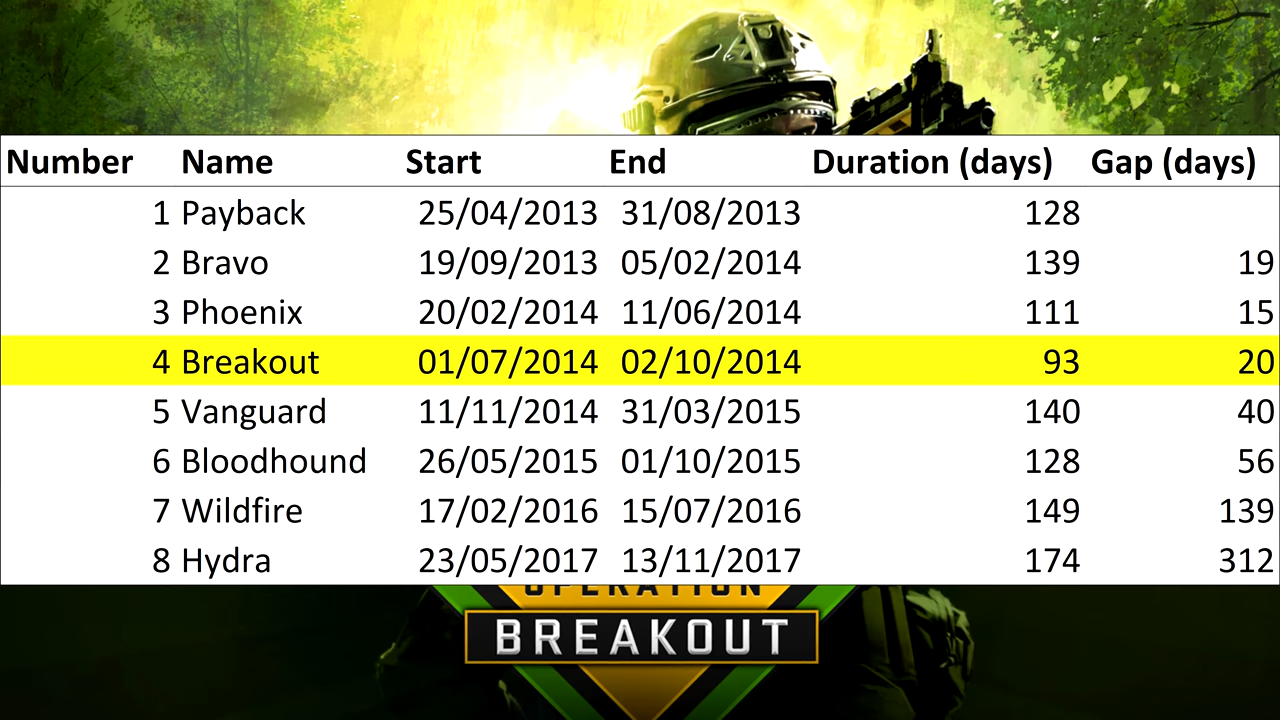 Number Name Start End Duration (days) Gap (days)
1 Payback 25/04/2013 31/08/2013 128
2 Bravo 19/09/2013 05/02/2014 139 19
3 Phoenix 20/02/2014 11/06/2014 111 15
4 Breakout 01/07/2014 02/10/2014 93 20
5 Vanguard 11/11/2014 31/03/2015 140 40
6 Bloodhound 26/05/2015 01/10/2015 128 56
7 Wildfire 17/02/2016 15/07/2016 149 139
8 Hydra 23/05/2017 13/11/2017 174 312
OPERATION
BREAKOUT